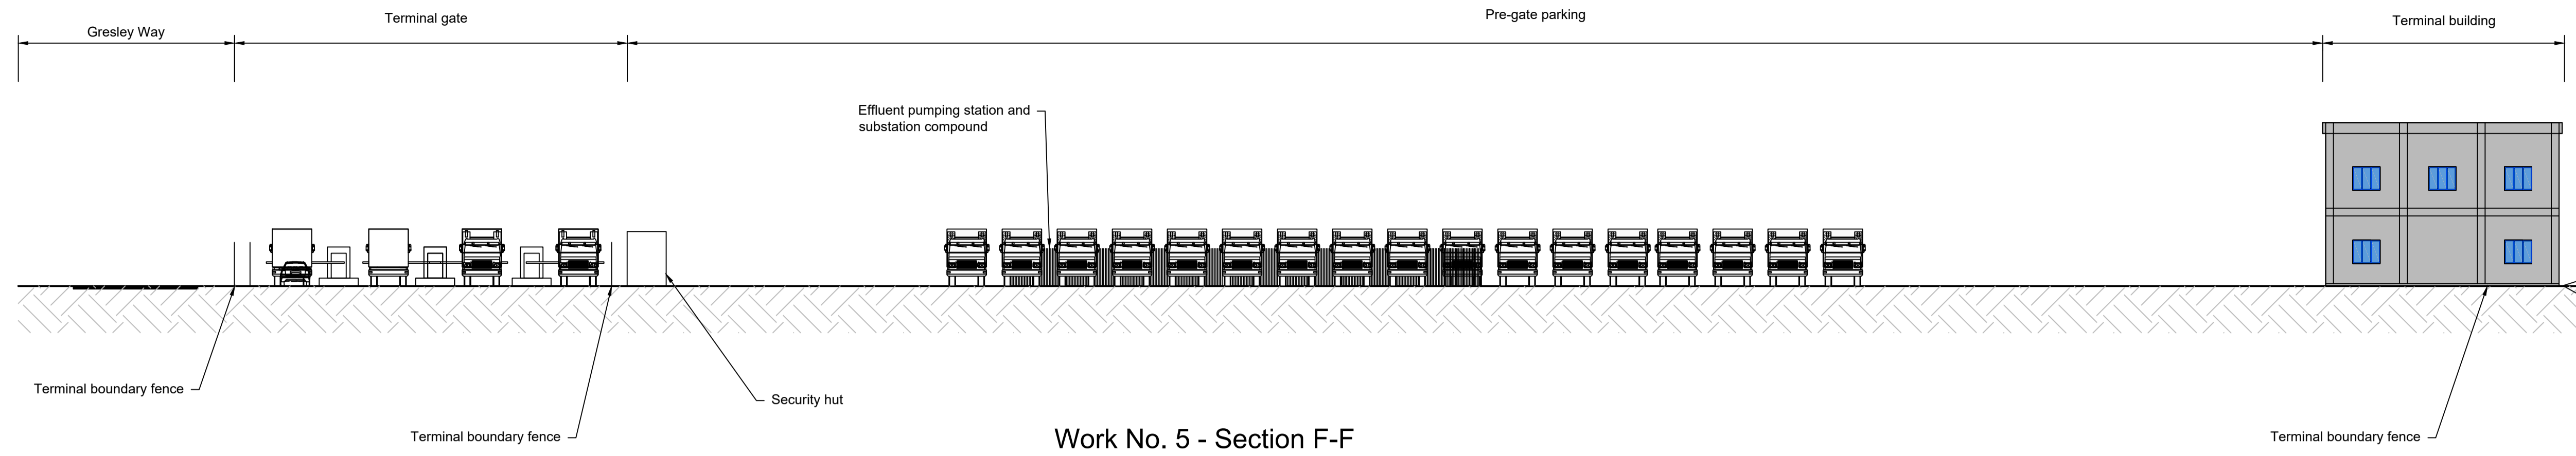 Gresley Way
Terminal gate
Pre-gate parking
Terminal building
Effluent pumping station and
substation compound
Terminal boundary fence
Terminal boundary fence
Security hut
Terminal boundary fence
Work No. 5 - Section F-F